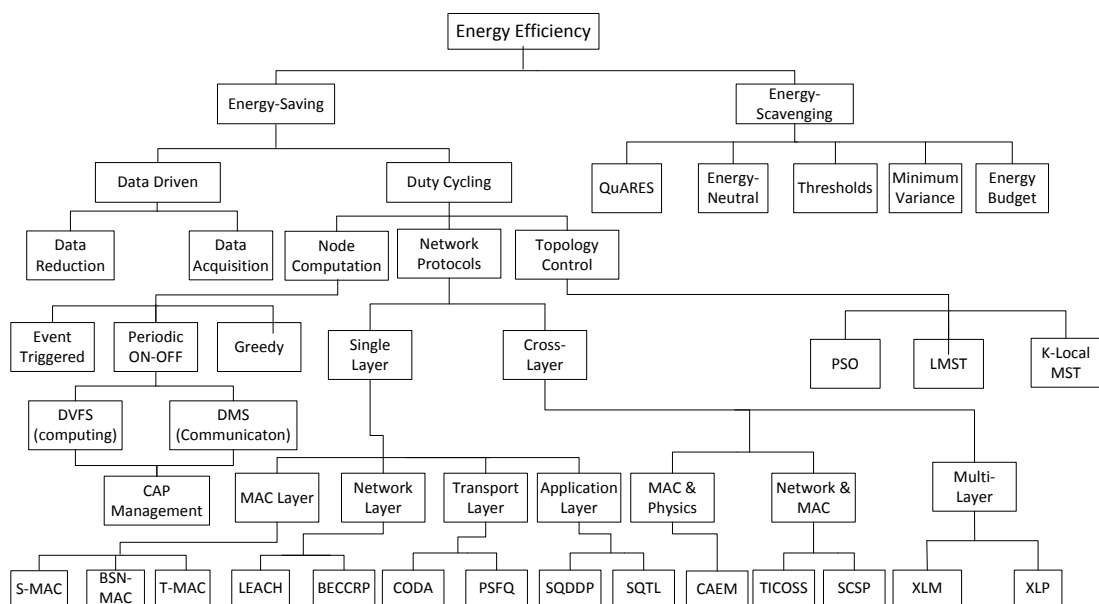 Energy Efficiency
Energy-Saving
Energy-
Scavenging
Data Driven
Duty Cycling
QuARES
Energy-
Neutral
Thresholds
Minimum
Variance
Energy
Budget
Data
Reduction
Data
Acquisition
Node
Computation
Network
Protocols
Topology
Control
Event
Triggered
Periodic
ON-OFF
Greedy
Single
Layer
Cross-
Layer
PSO
LMST
K-Local
MST
DVFS
(computing)
DMS
(Communicaton)
CAP
Management
MAC Layer
Network
Layer
Transport
Layer
Application
Layer
MAC &
Physics
Network &
MAC
Multi-
Layer
S-MAC
BSN-
MAC
T-MAC
LEACH
BECCRP
CODA
PSFQ
SQDDP
SQTL
CAEM
TICOSS
SCSP
XLM
XLP